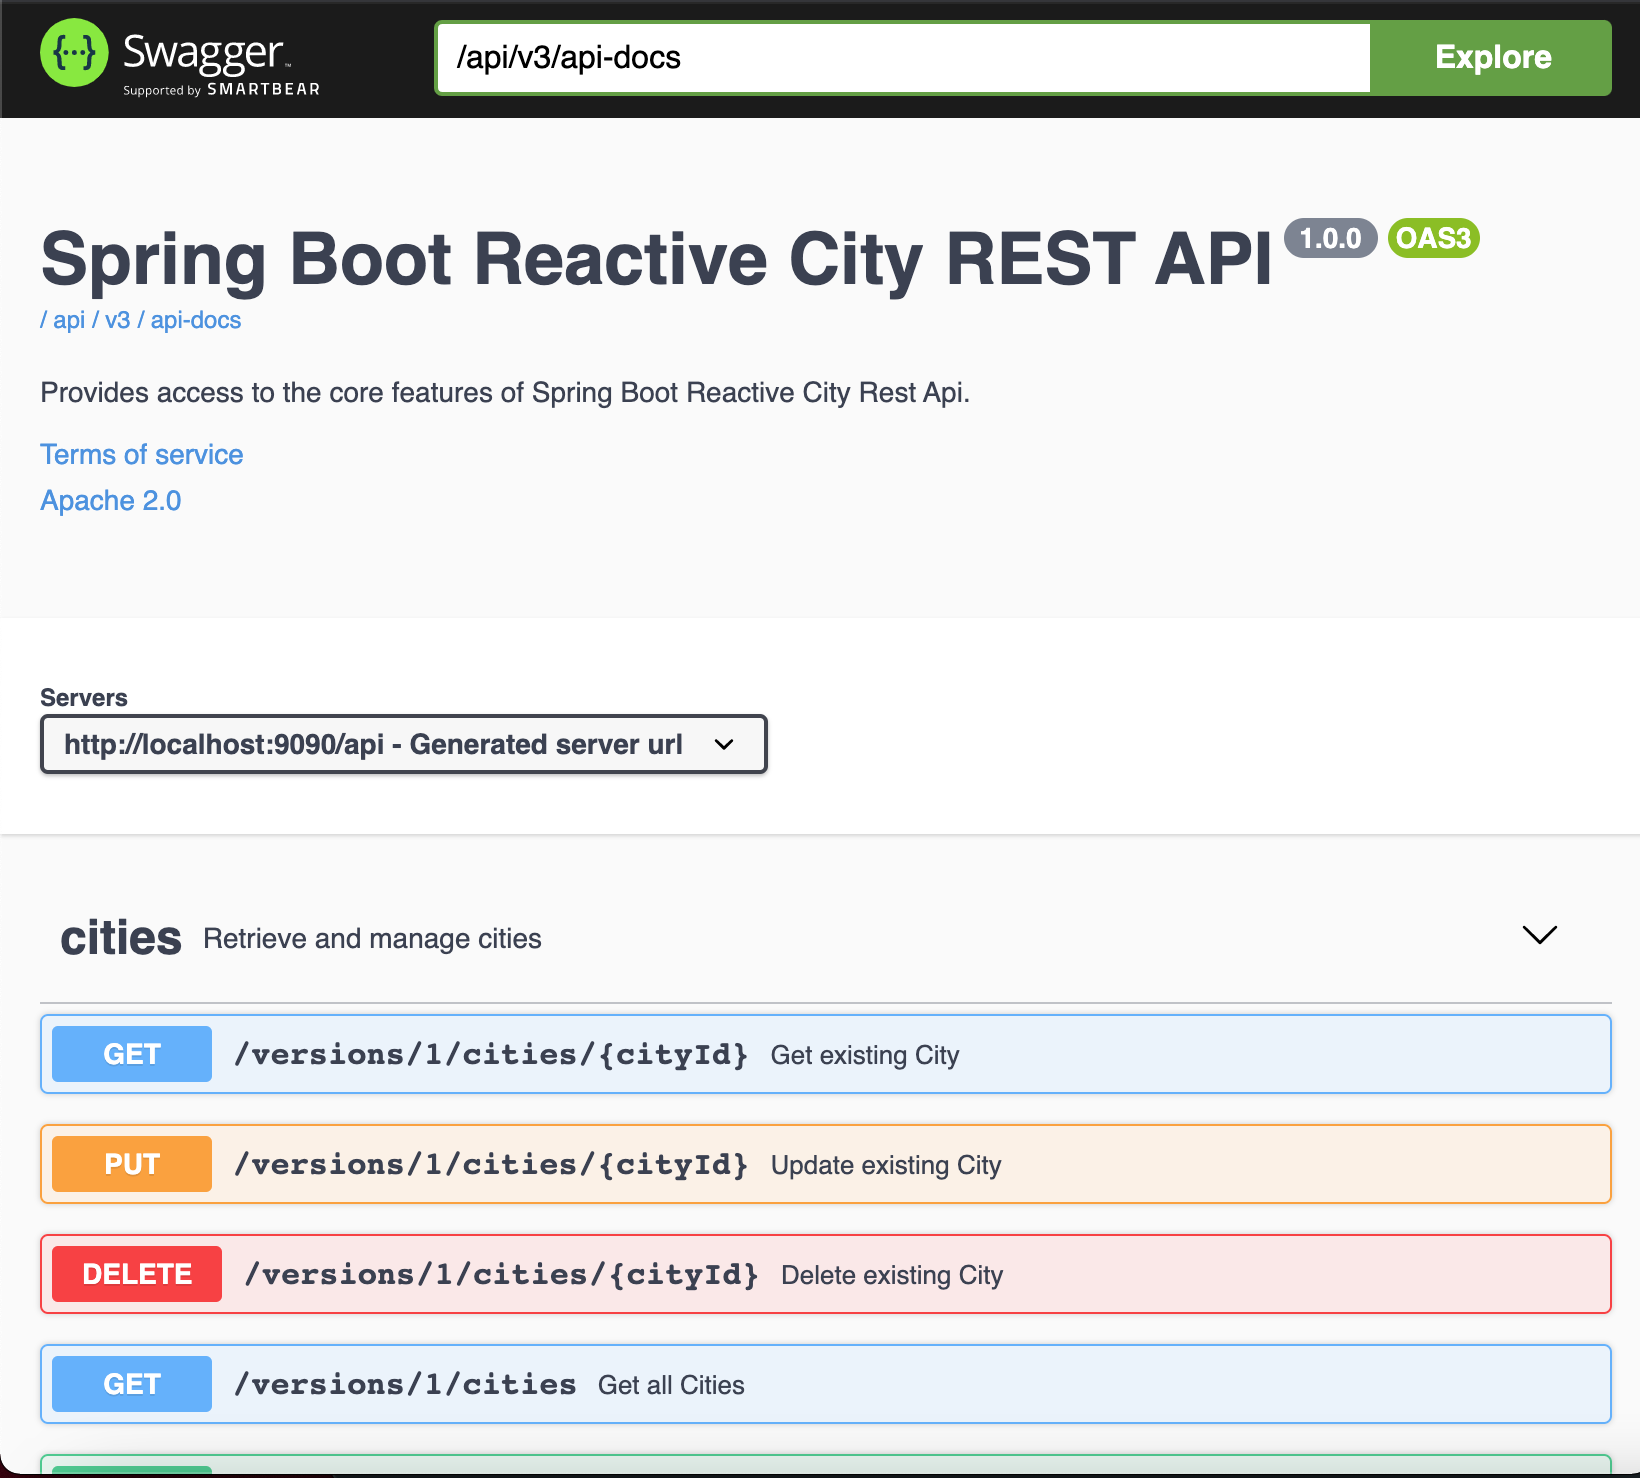 {···} Swagger™
Supported by SMARTBEAR
/api/v3/api-docs
Explore
Spring Boot Reactive City REST API 1.0.0 OAS3
/ api / v3 / api-docs
Provides access to the core features of Spring Boot Reactive City Rest Api.
Terms of service
Apache 2.0
Servers
http://localhost:9090/api - Generated server url
cities Retrieve and manage cities
GET /versions/1/cities/{cityId} Get existing City
PUT /versions/1/cities/{cityId} Update existing City
DELETE /versions/1/cities/{cityId} Delete existing City
GET /versions/1/cities Get all Cities